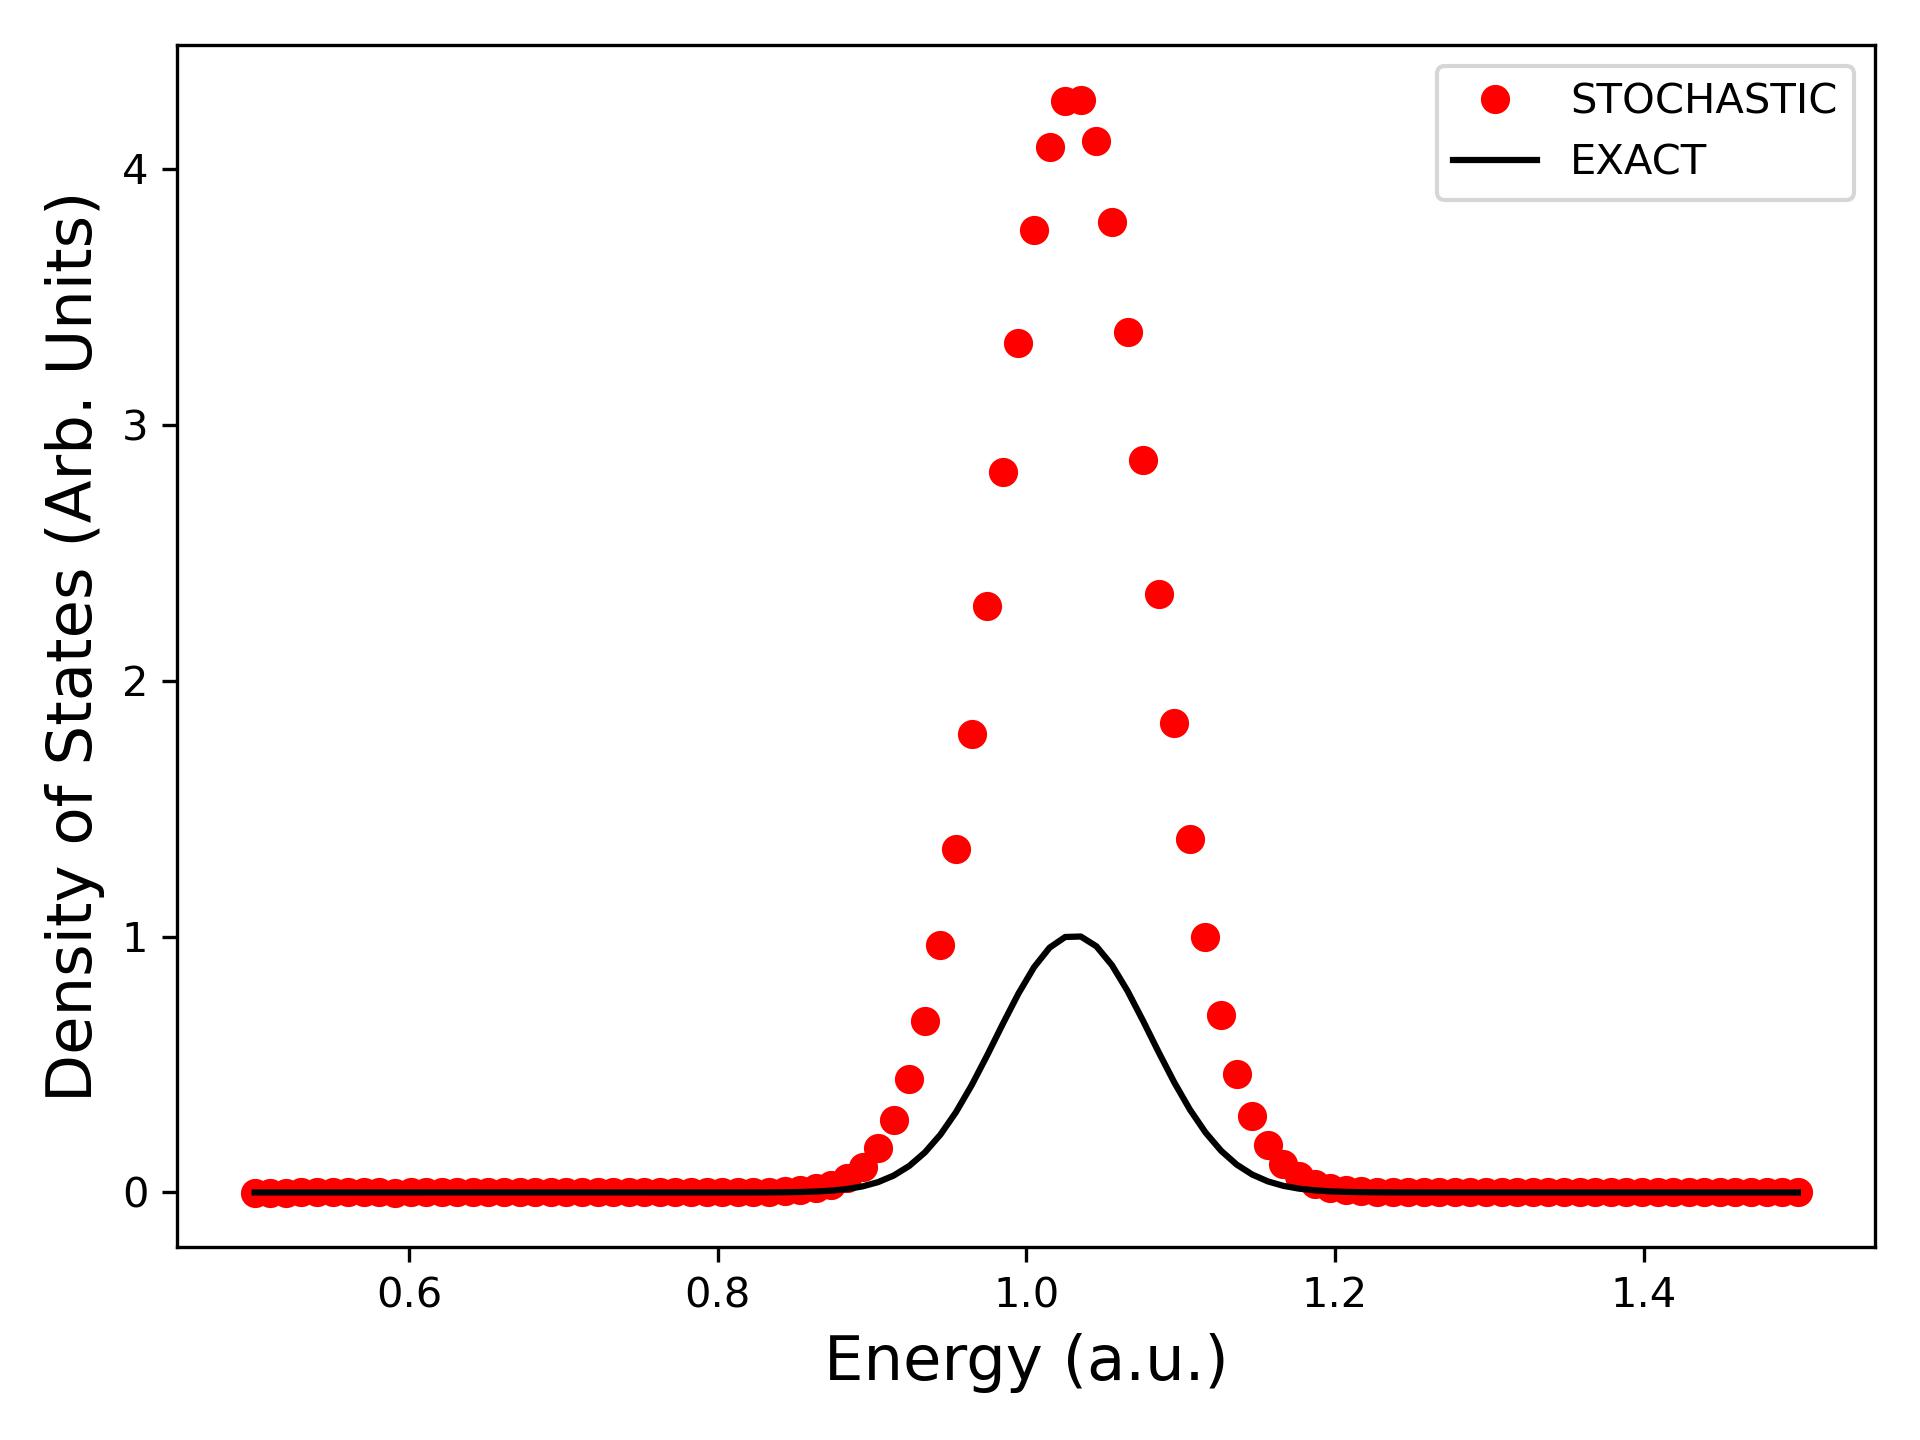 STOCHASTIC
EXACT
Density of States (Arb. Units)
4
3
2
1
0
0.6 0.8 1.0 1.2 1.4
Energy (a.u.)